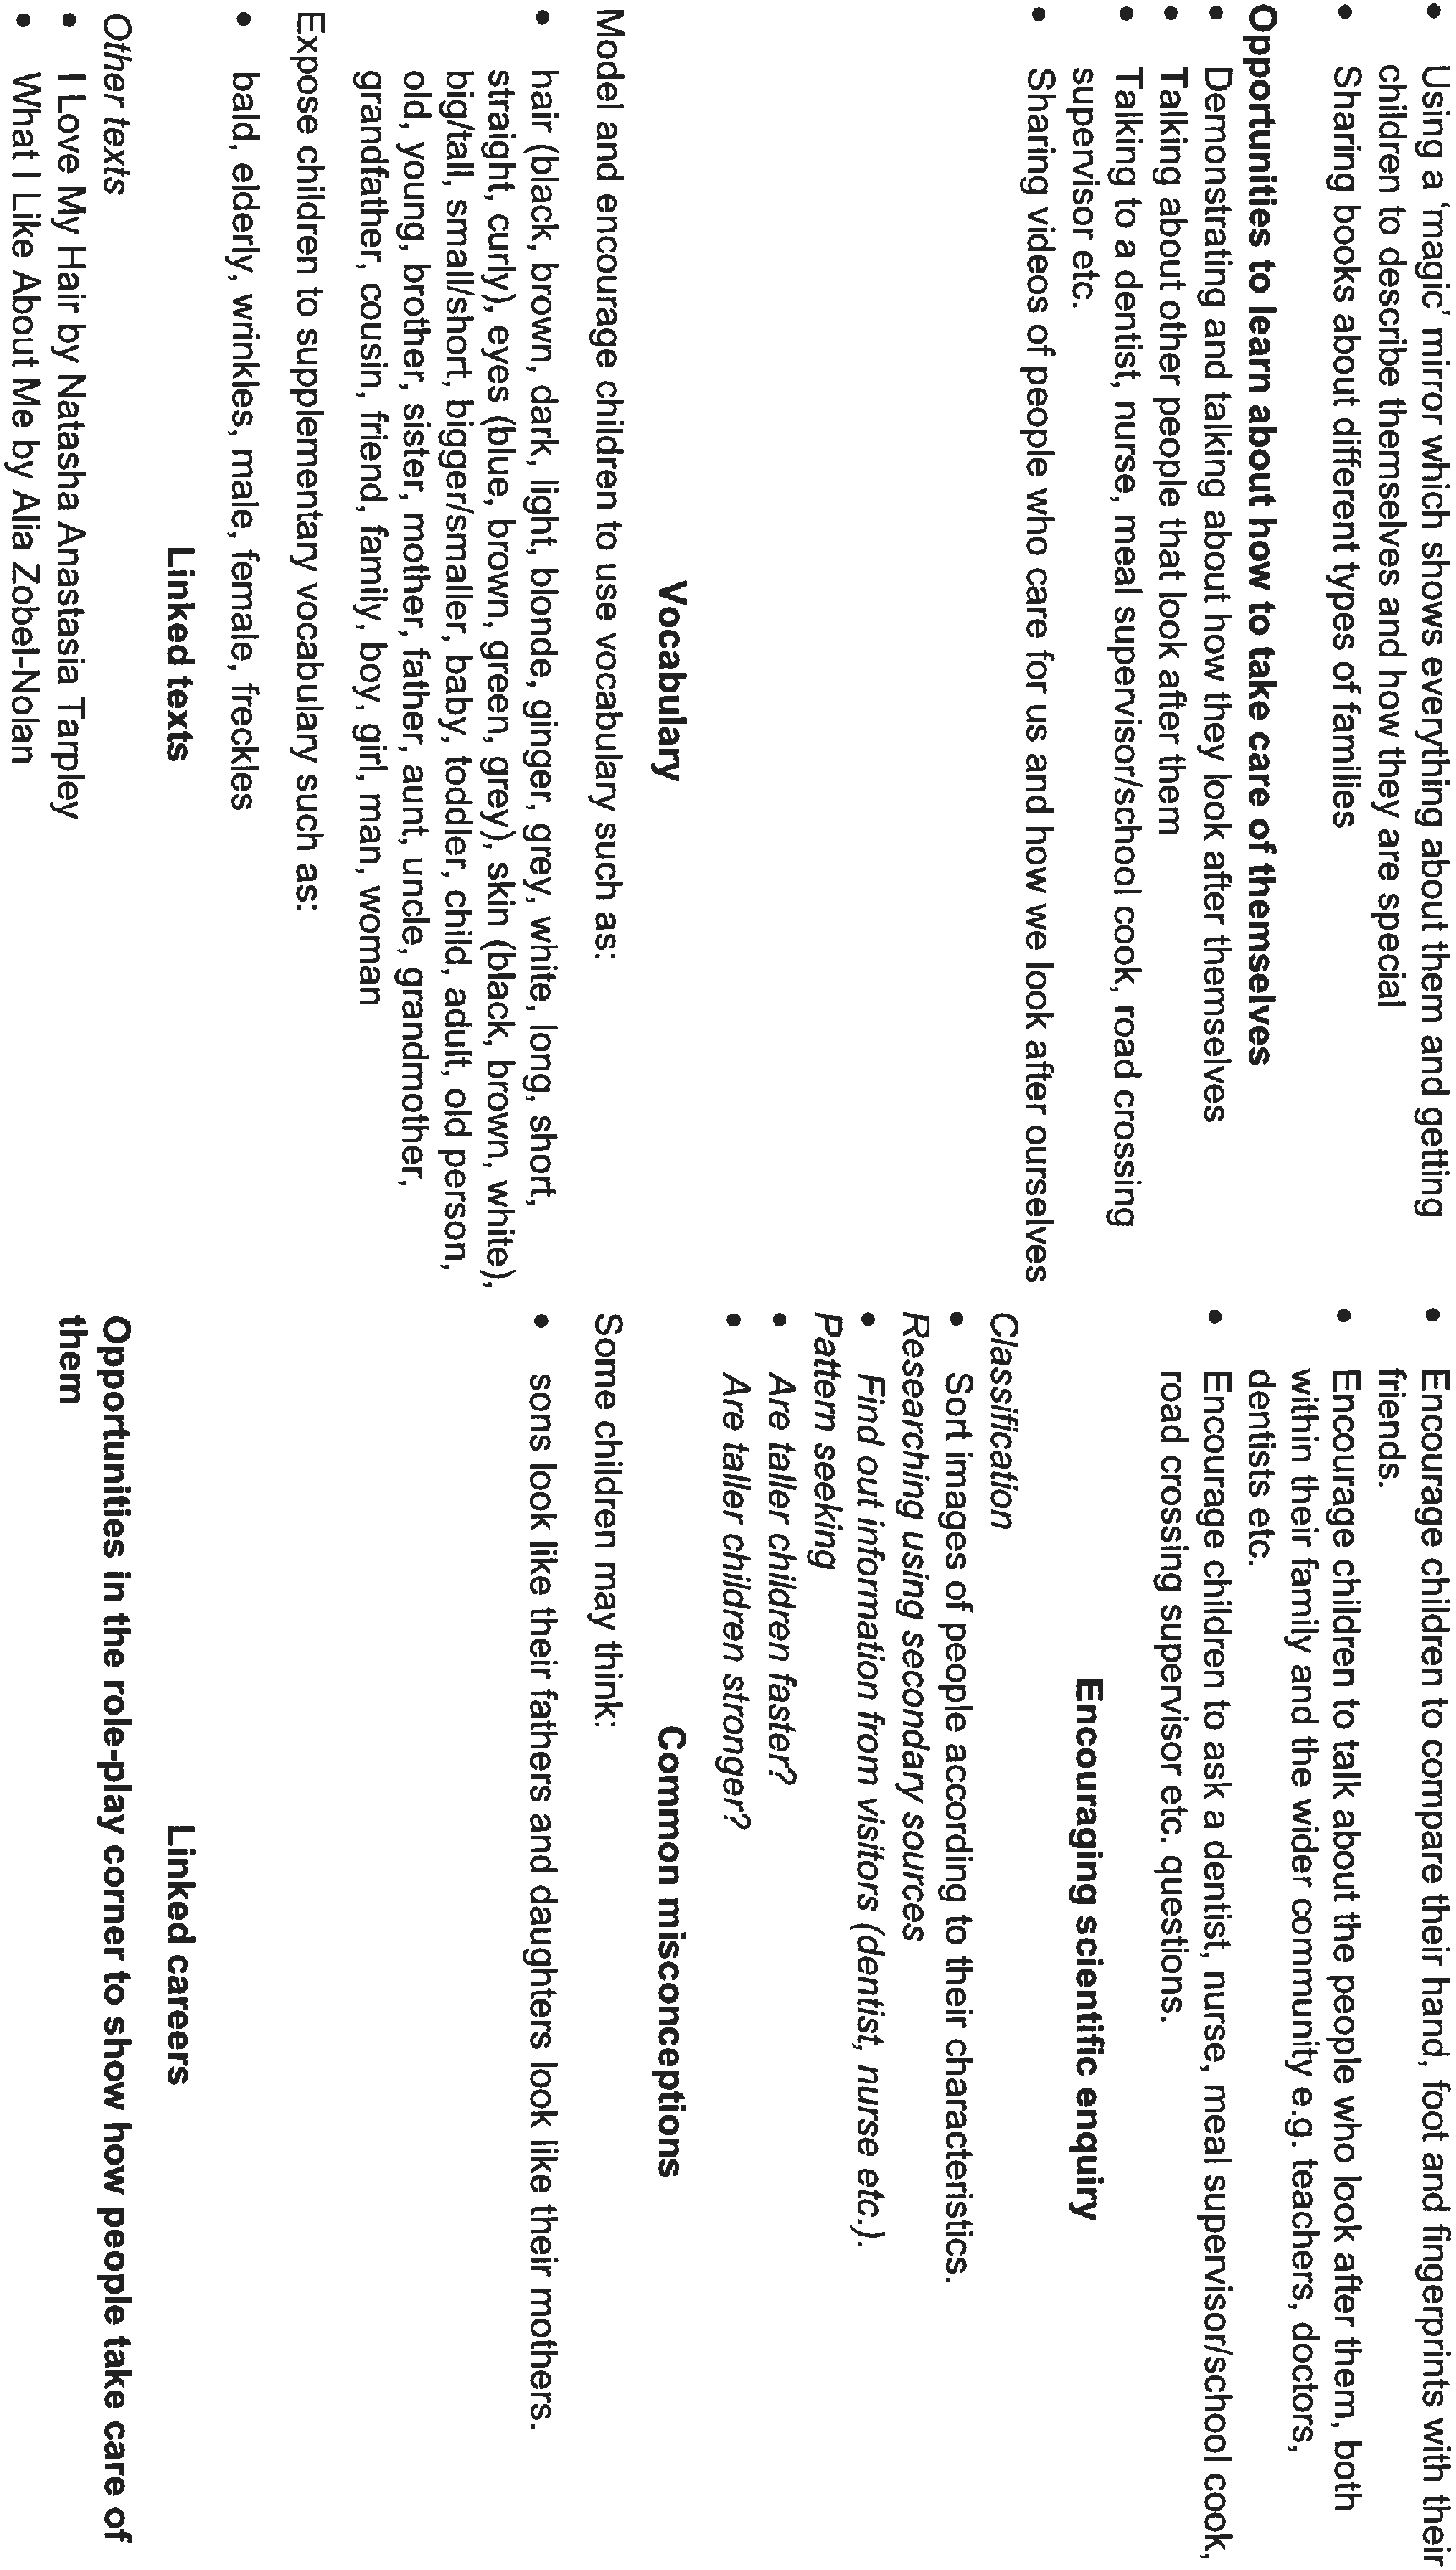 • Using a ‘magic’ mirror which shows everything about them and getting
children to describe themselves and how they are special
• Sharing books about different types of families
Opportunities to learn about how to take care of themselves
• Demonstrating and talking about how they look after themselves
• Talking about other people that look after them
• Talking to a dentist, nurse, meal supervisor/school cook, road crossing
supervisor etc.
• Sharing videos of people who care for us and how we look after ourselves
• Encourage children to compare their hand, foot and fingerprints with their
friends.
• Encourage children to talk about the people who look after them, both
within their family and the wider community e.g. teachers, doctors,
dentists etc.
• Encourage children to ask a dentist, nurse, meal supervisor/school cook,
road crossing supervisor etc. questions.
Encouraging scientific enquiry
Classification
• Sort images of people according to their characteristics.
Researching using secondary sources
• Find out information from visitors (dentist, nurse etc.).
Pattern seeking
• Are taller children faster?
• Are taller children stronger?
Vocabulary
Model and encourage children to use vocabulary such as:
• hair (black, brown, dark, light, blonde, ginger, grey, white, long, short,
straight, curly), eyes (blue, brown, green, grey), skin (black, brown, white),
big/tall, small/short, bigger/smaller, baby, toddler, child, adult, old person,
old, young, brother, sister, mother, father, aunt, uncle, grandmother,
grandfather, cousin, friend, family, boy, girl, man, woman
Expose children to supplementary vocabulary such as:
• bald, elderly, wrinkles, male, female, freckles
Common misconceptions
Some children may think:
• sons look like their fathers and daughters look like their mothers.
Linked texts
Other texts
• I Love My Hair by Natasha Anastasia Tarpley
• What I Like About Me by Alia Zobel-Nolan
Linked careers
Opportunities in the role-play corner to show how people take care of
them